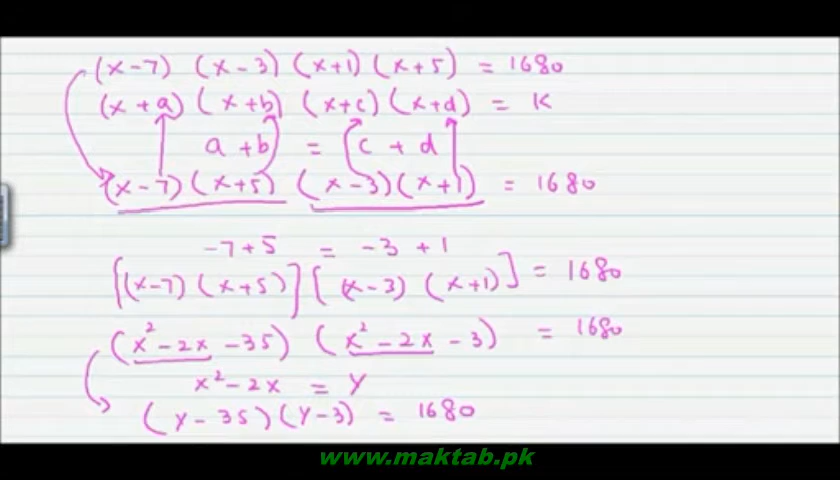 (x-7) (x-3) (x+1) (x+5) = 1680
(x+a) (x+b) (x+c) (x+d) = K
a+b = c+d
(x-7)(x+5) (x-3)(x+1) = 1680
-7+5 = -3+1
[(x-7)(x+5)][(x-3)(x+1)] = 1680
(x²-2x-35) (x²-2x-3) = 1680
x²-2x = y
(y-35)(y-3) = 1680
www.maktab.pk